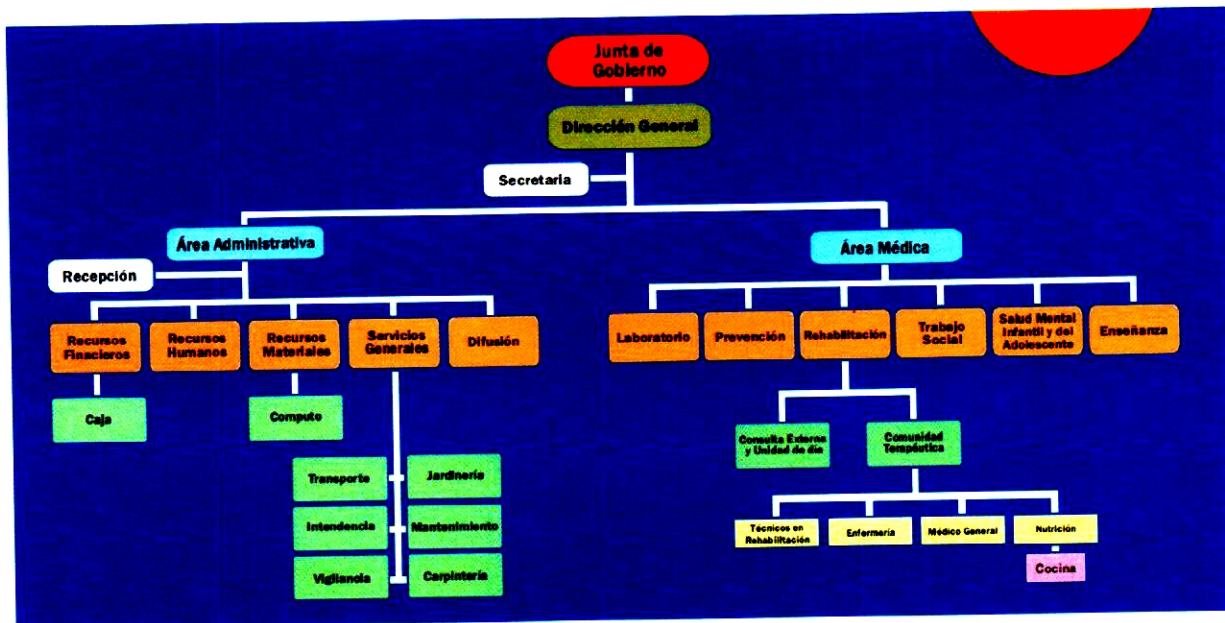 Junta de
Gobierno
Dirección General
Secretaria
Área Administrativa
Área Médica
Recepción
Recursos
Finacieros
Recursos
Humanos
Recursos
Materiales
Servicios
Generales
Difusión
Laboratorio
Prevención
Rehabilitación
Trabajo
Social
Salud Mental
Infantil y del
Adolescente
Enseñanza
Caja
Computo
Consulta Externa
y Unidad de día
Comunidad
Terapéutica
Transporte
Jardinería
Intendencia
Mantenimiento
Vigilancia
Carpintería
Técnicos en
Rehabilitación
Enfermería
Médico General
Nutrición
Cocina